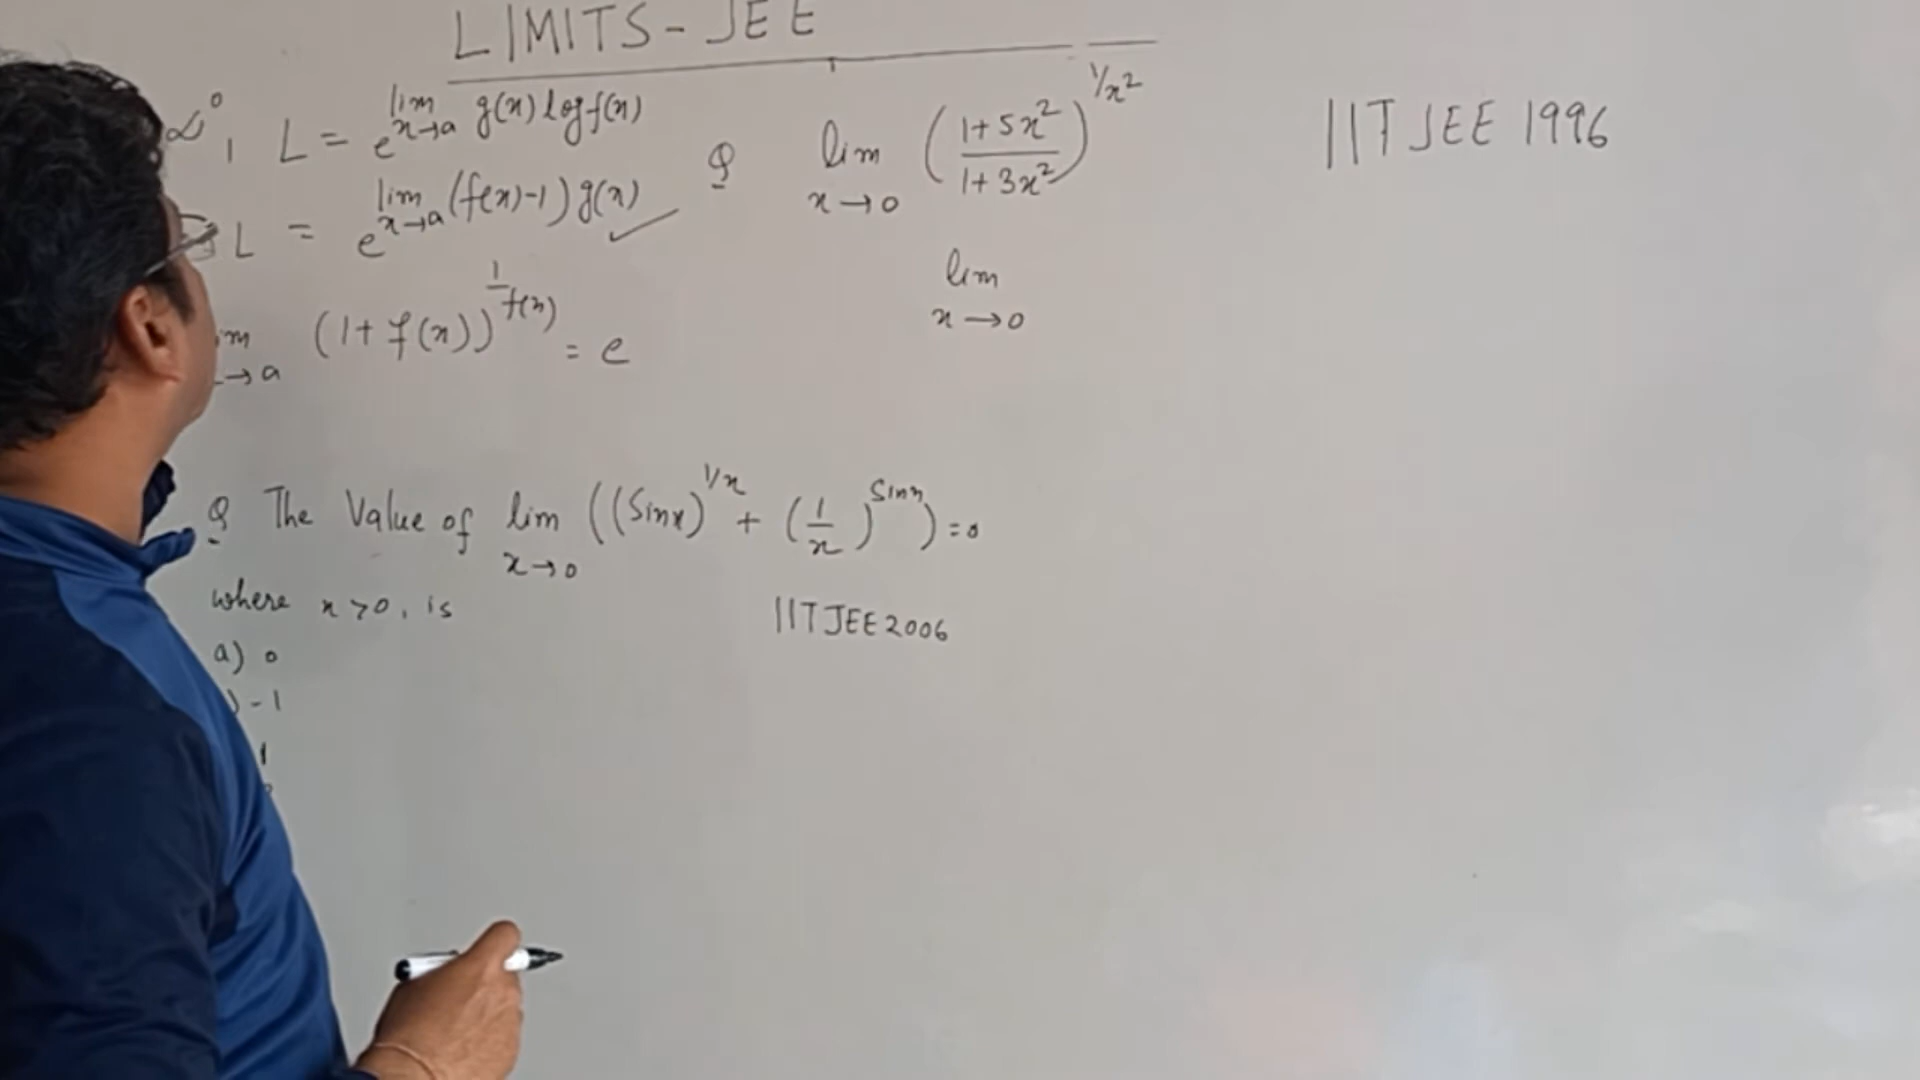 LIMITS - JEE
∞⁰, L = e^{lim x→a g(x) log f(x)}
L = e^{lim x→a (f(x)-1) g(x)} ✓
m →a (1+f(x))^{1/f(x)} = e
Q lim x→0 ((1+5x²)/(1+3x²))^{1/x²}
lim x→0
IIT JEE 1996
Q The Value of lim x→0 ((Sinx)^{1/x} + (1/x)^{Sinx}) = 0
where x>0, is
IIT JEE 2006
a) 0
) -1
1